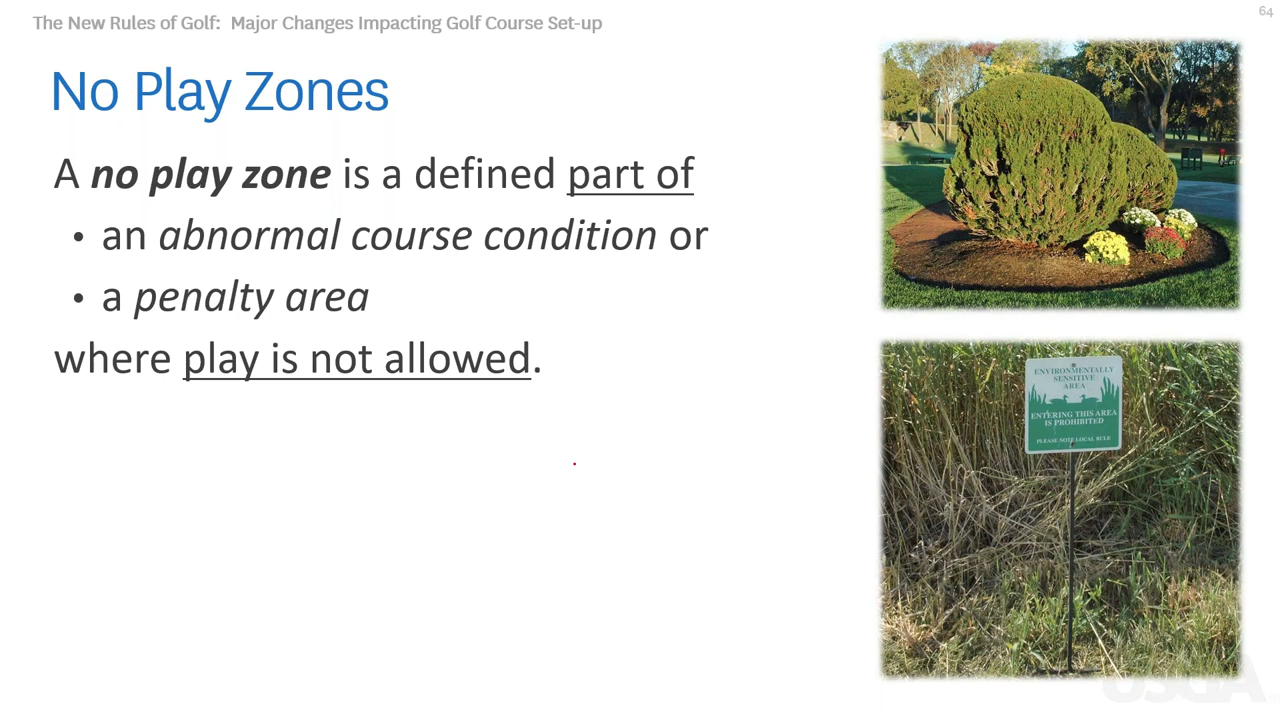 The New Rules of Golf: Major Changes Impacting Golf Course Set-up
64
No Play Zones
A no play zone is a defined part of
• an abnormal course condition or
• a penalty area
where play is not allowed.
ENVIRONMENTALLY
SENSITIVE
AREA
ENTERING THIS AREA
IS PROHIBITED
PLEASE NOTE LOCAL RULE
USGA